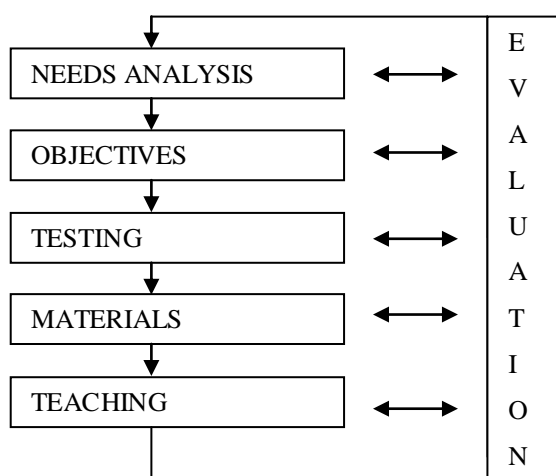 NEEDS ANALYSIS
OBJECTIVES
TESTING
MATERIALS
TEACHING
E
V
A
L
U
A
T
I
O
N